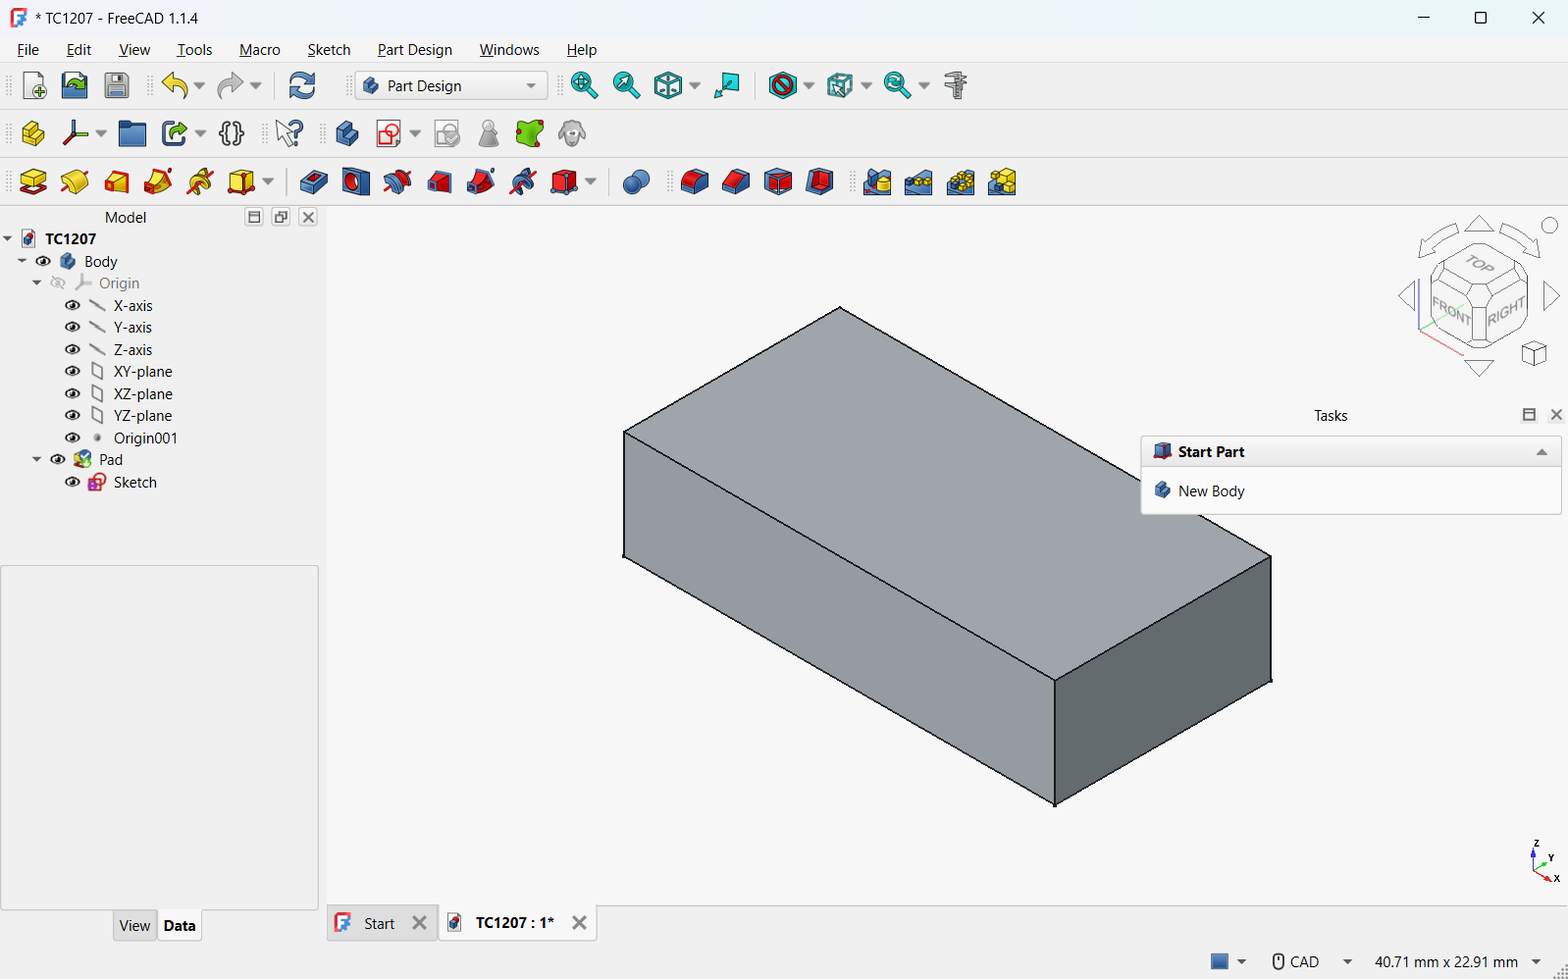 * TC1207 - FreeCAD 1.1.4
File Edit View Tools Macro Sketch Part Design Windows Help
Part Design
Model
TC1207
Body
Origin
X-axis
Y-axis
Z-axis
XY-plane
XZ-plane
YZ-plane
Origin001
Pad
Sketch
TOP
FRONT
RIGHT
Tasks
Start Part
New Body
Z
Y
X
View Data
Start TC1207 : 1*
CAD 40.71 mm x 22.91 mm